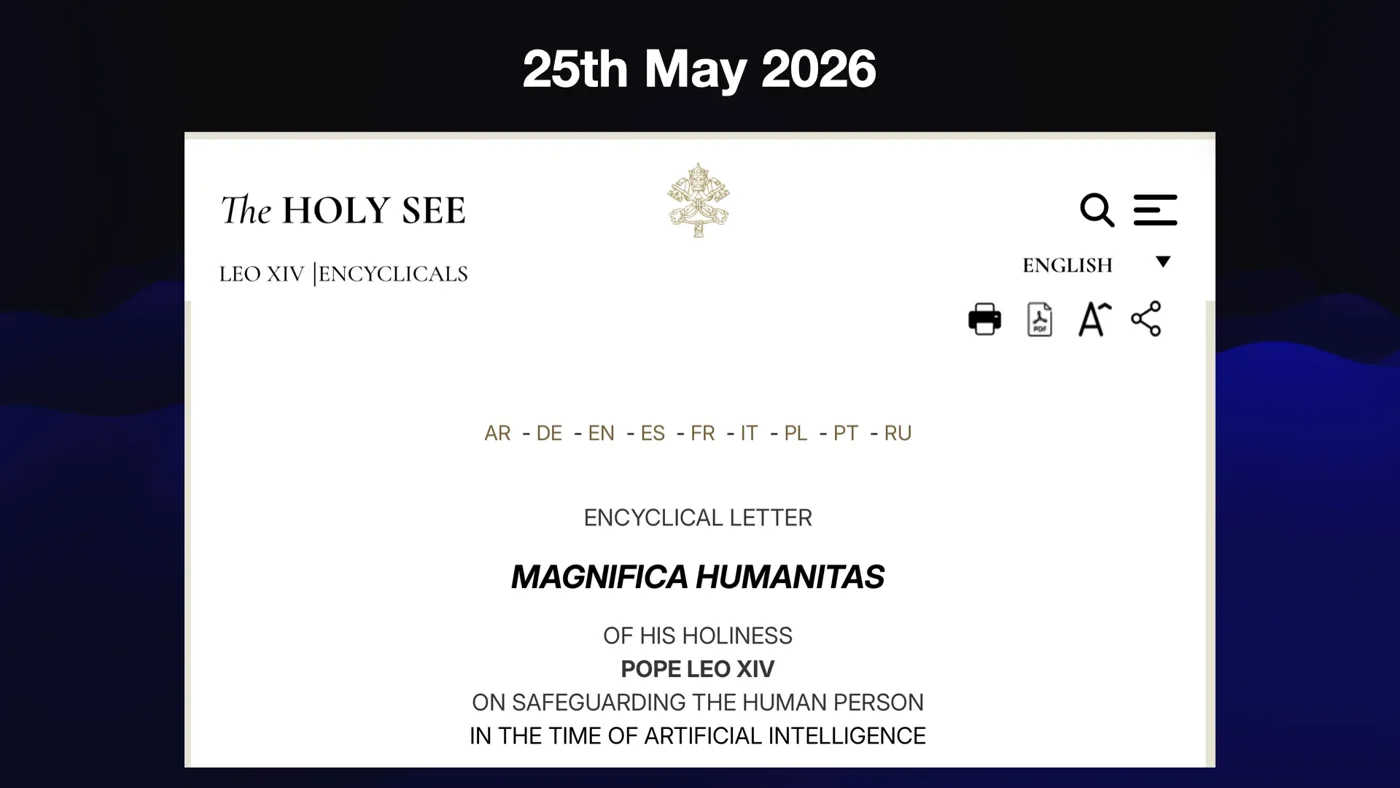 25th May 2026
The HOLY SEE
LEO XIV |ENCYCLICALS
ENGLISH
PDF
A
AR - DE - EN - ES - FR - IT - PL - PT - RU
ENCYCLICAL LETTER
MAGNIFICA HUMANITAS
OF HIS HOLINESS
POPE LEO XIV
ON SAFEGUARDING THE HUMAN PERSON
IN THE TIME OF ARTIFICIAL INTELLIGENCE